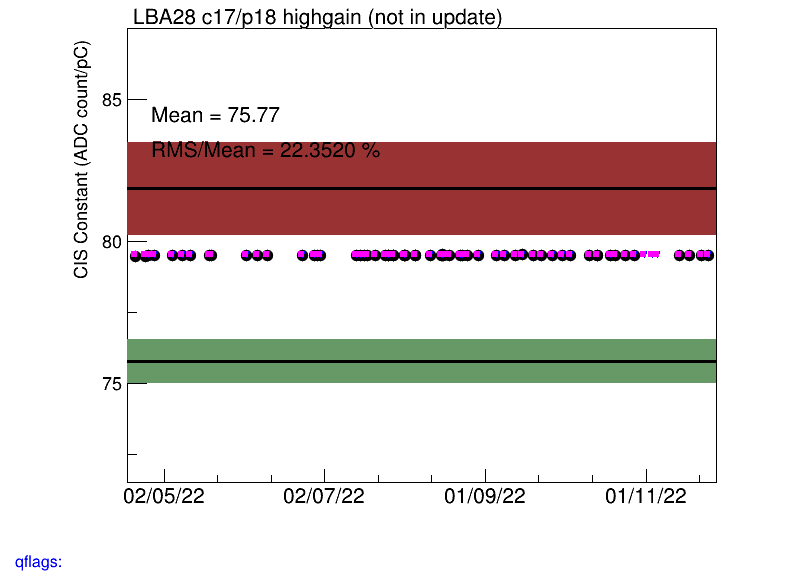 LBA28 c17/p18 highgain (not in update)
CIS Constant (ADC count/pC)
85
Mean = 75.77
RMS/Mean = 22.3520 %
80
75
02/05/22 02/07/22 01/09/22 01/11/22
qflags: